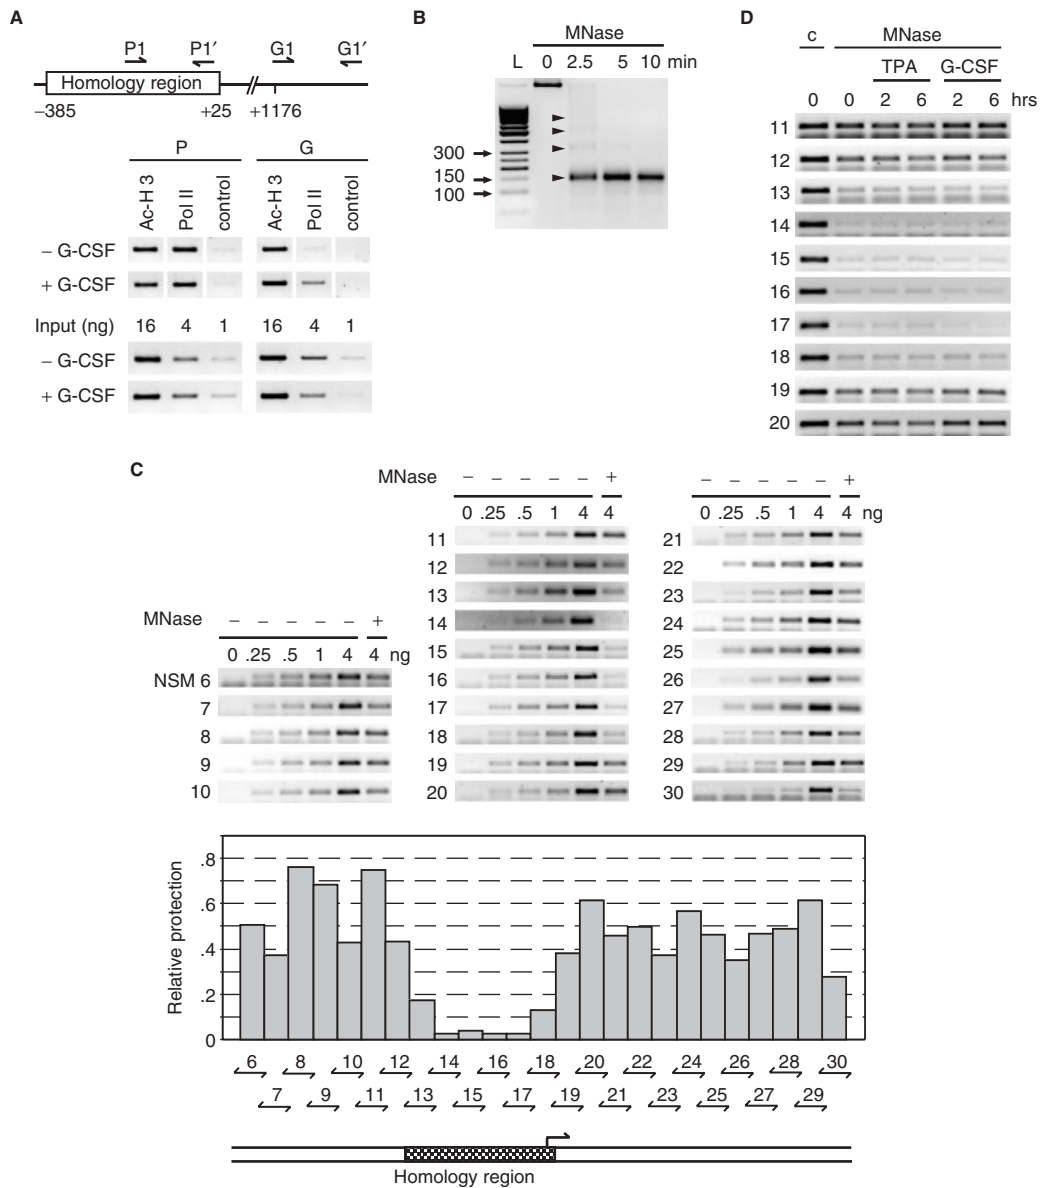 A
P1 P1′ G1 G1′
Homology region
−385 +25 +1176
P G
Ac-H 3 Pol II control Ac-H 3 Pol II control
− G-CSF
+ G-CSF
Input (ng) 16 4 1 16 4 1
− G-CSF
+ G-CSF
B
MNase
L 0 2.5 5 10 min
300
150
100
D
c MNase
TPA G-CSF
0 0 2 6 2 6 hrs
11
12
13
14
15
16
17
18
19
20
C
MNase − − − − − +
0 .25 .5 1 4 4 ng
NSM 6
7
8
9
10
MNase − − − − − +
0 .25 .5 1 4 4
11
12
13
14
15
16
17
18
19
20
− − − − − +
0 .25 .5 1 4 4 ng
21
22
23
24
25
26
27
28
29
30
Relative protection
.8
.6
.4
.2
0
6 8 10 12 14 16 18 20 22 24 26 28 30
7 9 11 13 15 17 19 21 23 25 27 29
Homology region